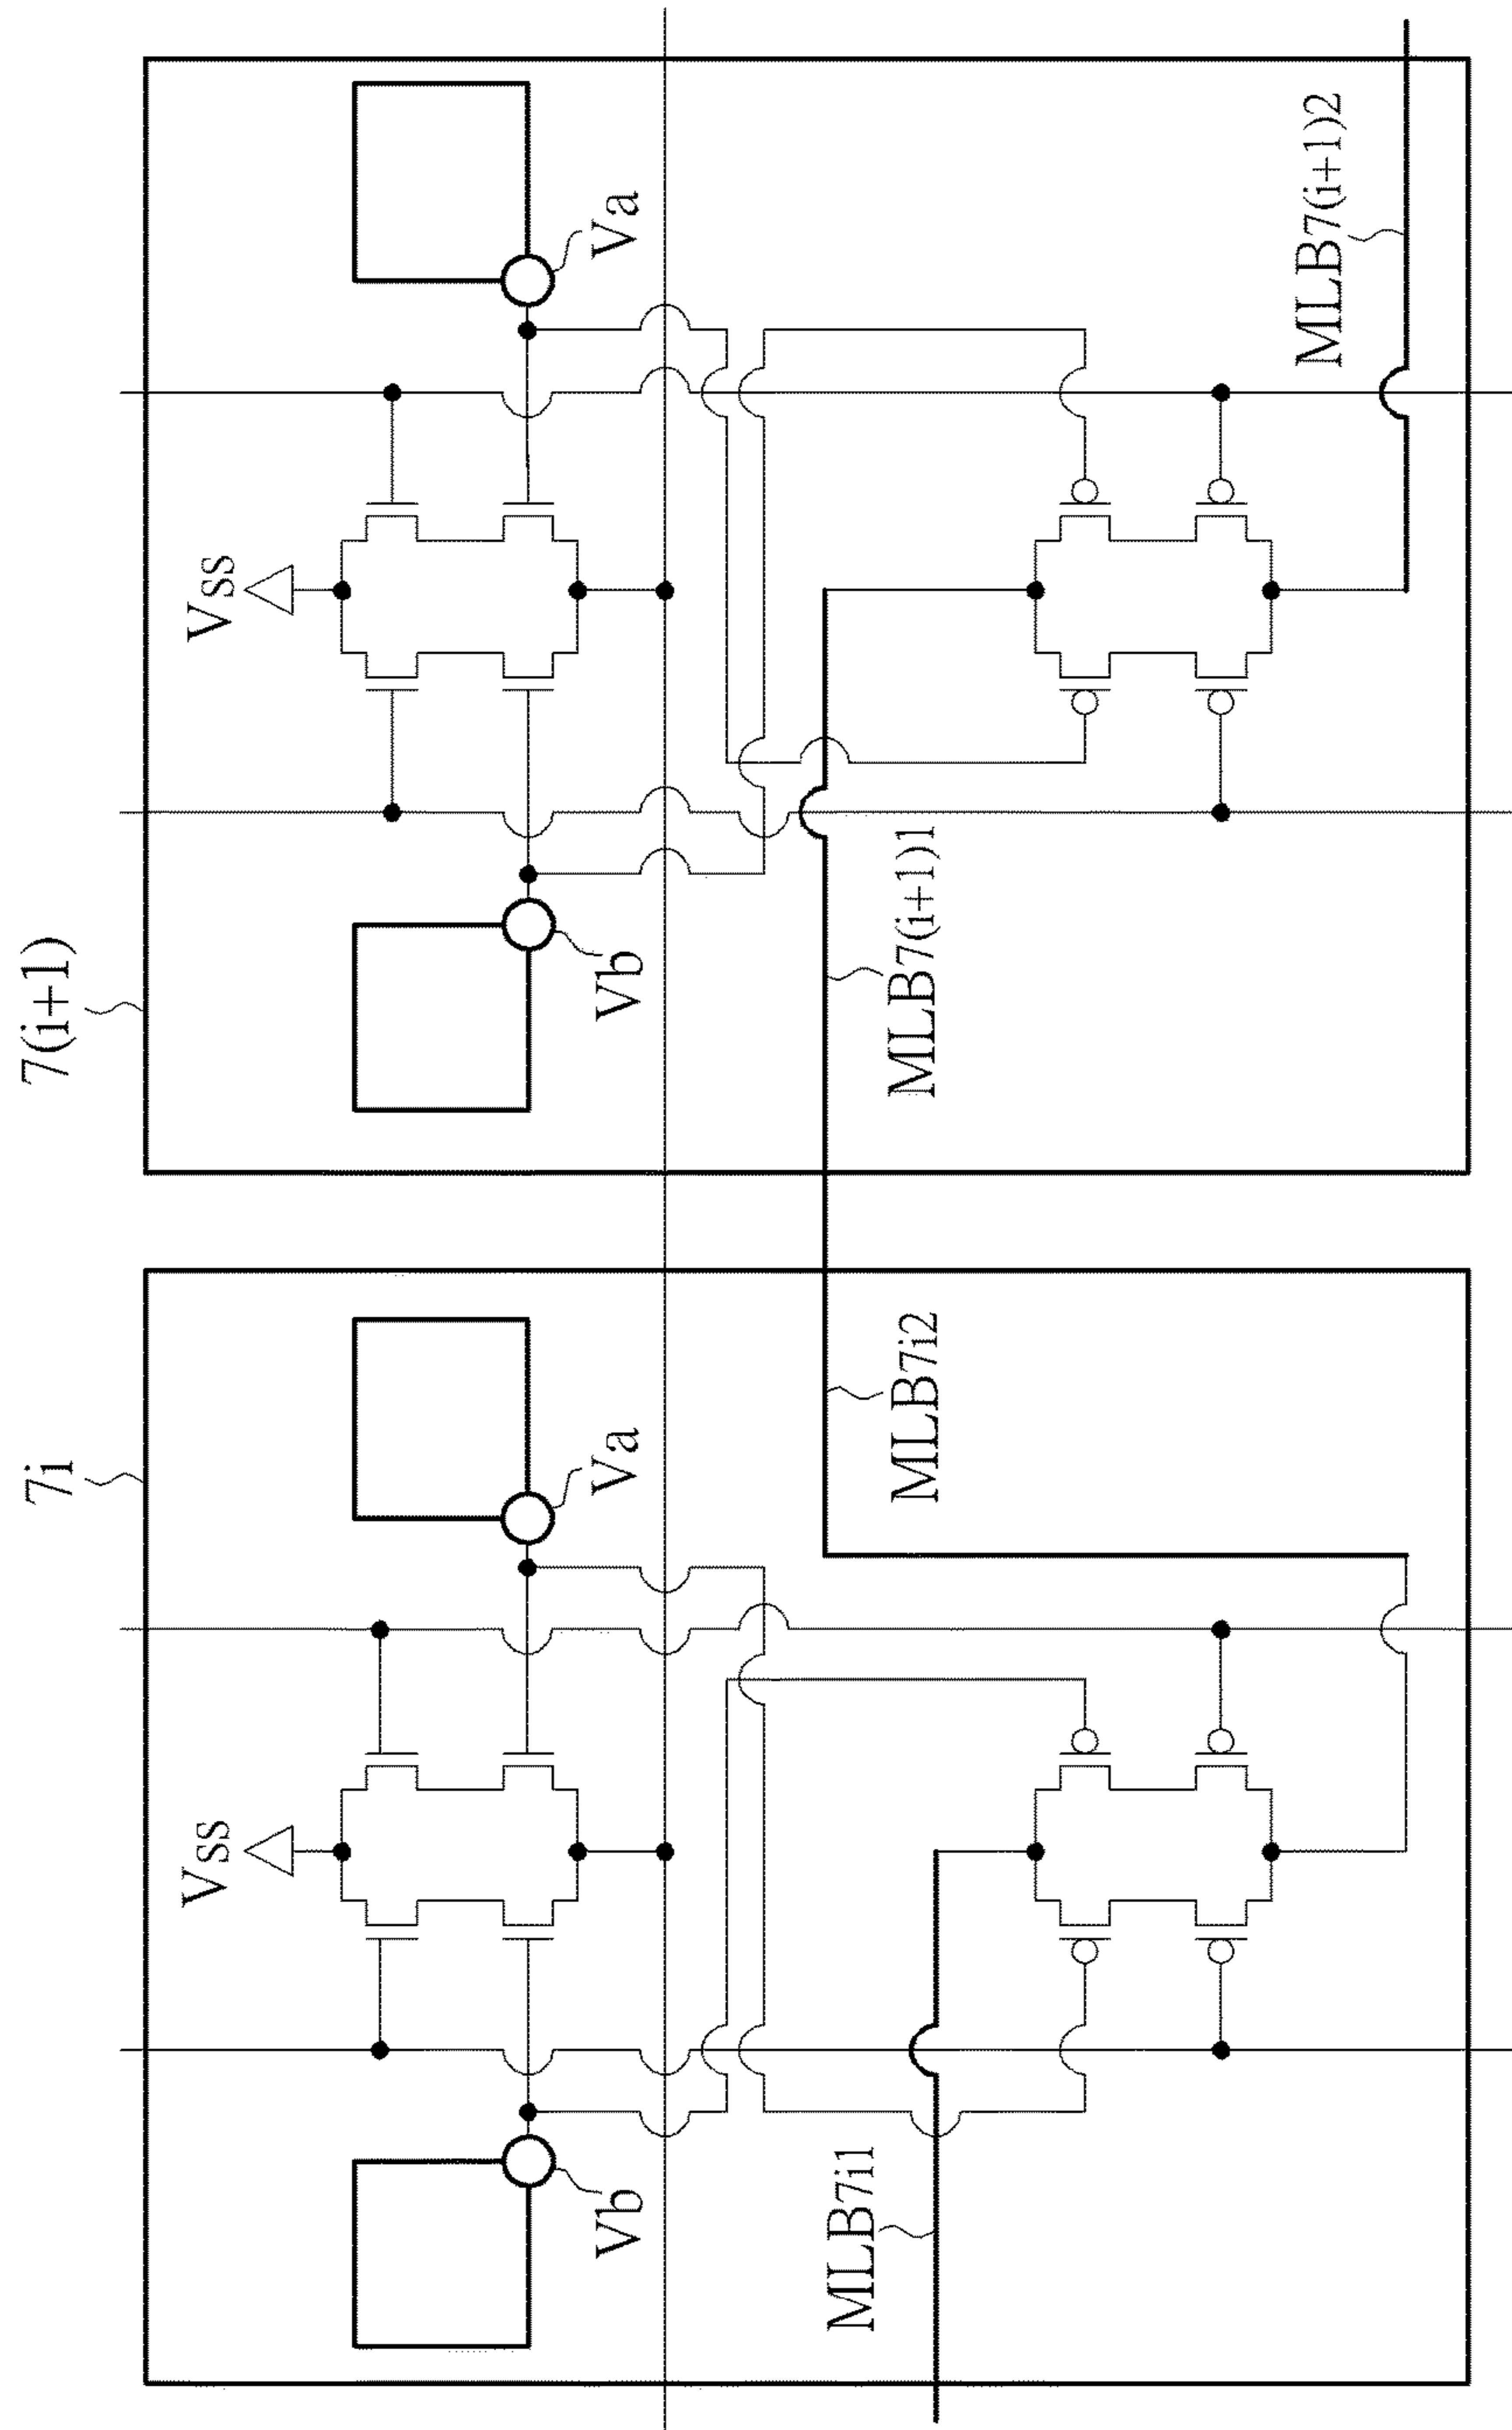 7i
7(i+1)
VSS
VSS
Vb
Va
Vb
Va
MLB7i1
MLB7i2
MLB7(i+1)1
MLB7(i+1)2